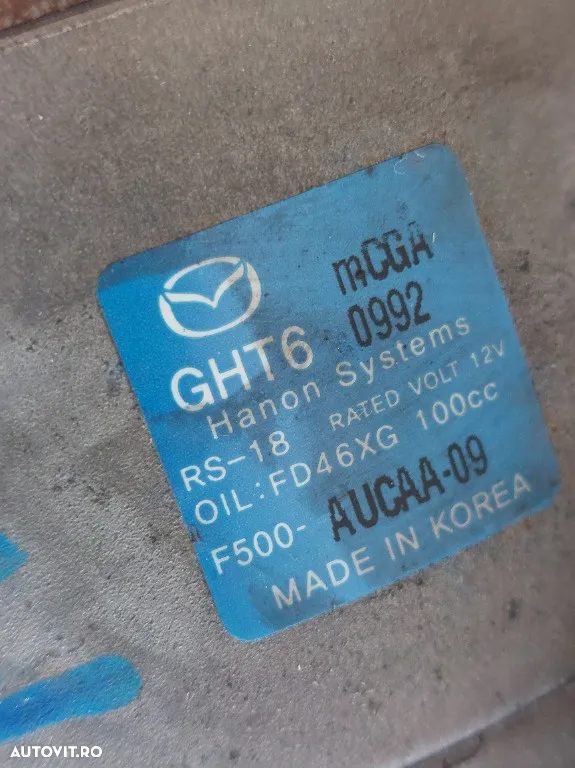 mCGA
GHT6 0992
Hanon Systems
RS-18 RATED VOLT 12V
OIL: FD46XG 100cc
F500-AUCAA-09
MADE IN KOREA
AUTOVIT.RO